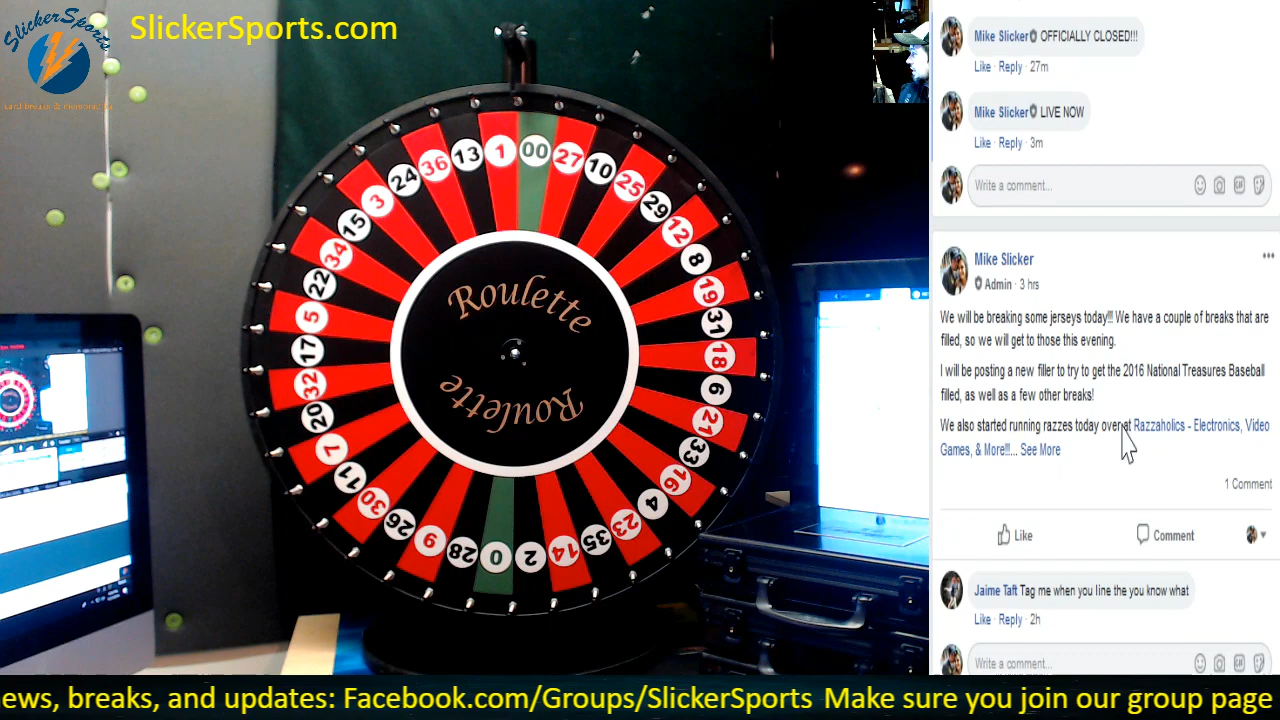 SlickerSports
SlickerSports.com
Roulette
Roulette
00
27
10
25
29
12
8
19
31
18
6
21
33
16
4
23
35
14
2
0
28
9
26
30
11
7
20
32
17
5
22
34
15
3
24
36
13
1
Mike Slicker OFFICIALLY CLOSED!!!
Like · Reply · 27m
Mike Slicker LIVE NOW
Like · Reply · 3m
Write a comment...
Mike Slicker
Admin · 3 hrs
We will be breaking some jerseys today!! We have a couple of breaks that are
filled, so we will get to those this evening.
I will be posting a new filler to try to get the 2016 National Treasures Baseball
filled, as well as a few other breaks!
We also started running razzes today over at Razzaholics - Electronics, Video
Games, & More!!... See More
1 Comment
Like Comment
Jaime Taft Tag me when you line the you know what
Like · Reply · 2h
Write a comment...
ews, breaks, and updates: Facebook.com/Groups/SlickerSports Make sure you join our group page